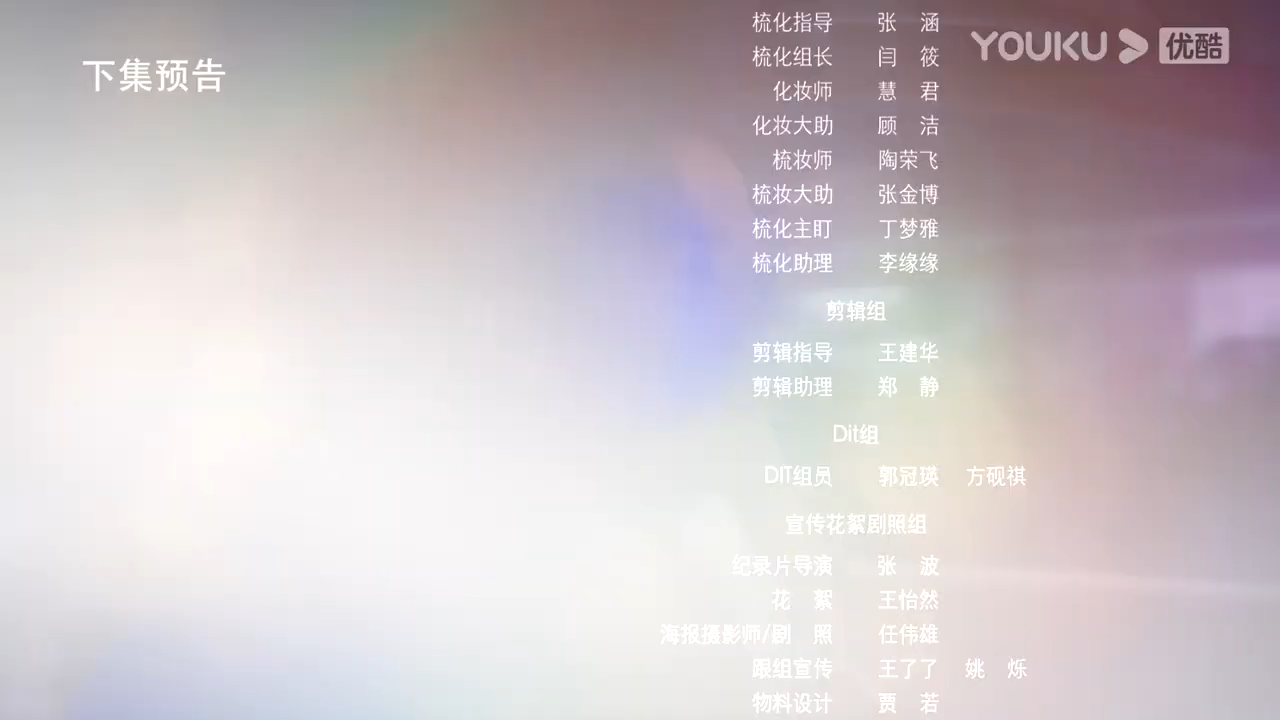 下集预告
YOUKU 优酷
梳化指导 张 涵
梳化组长 闫 筱
化妆师 慧 君
化妆大助 顾 洁
梳妆师 陶荣飞
梳妆大助 张金博
梳化主盯 丁梦雅
梳化助理 李缘缘
剪辑组
剪辑指导 王建华
剪辑助理 郑 静
Dit组
DIT组员 郭冠瑛 方砚祺
宣传花絮剧照组
纪录片导演 张 波
花 絮 王怡然
海报摄影师/剧 照 任伟雄
跟组宣传 王了了 姚 烁
物料设计 贾 若